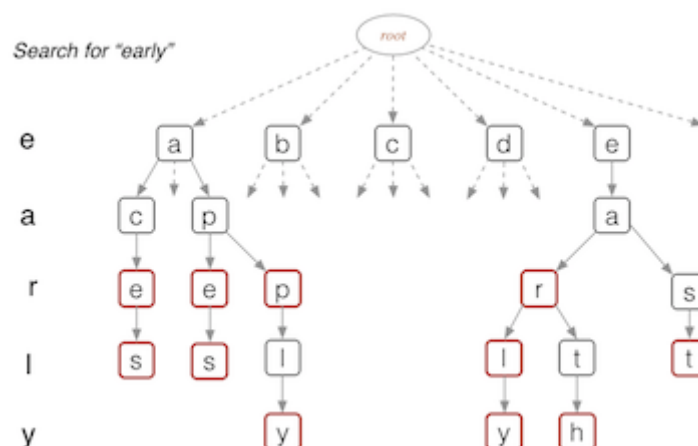 root
Search for “early”
e a b c d e
a c p a
r e e p r s
l s s l l t t
y y y h